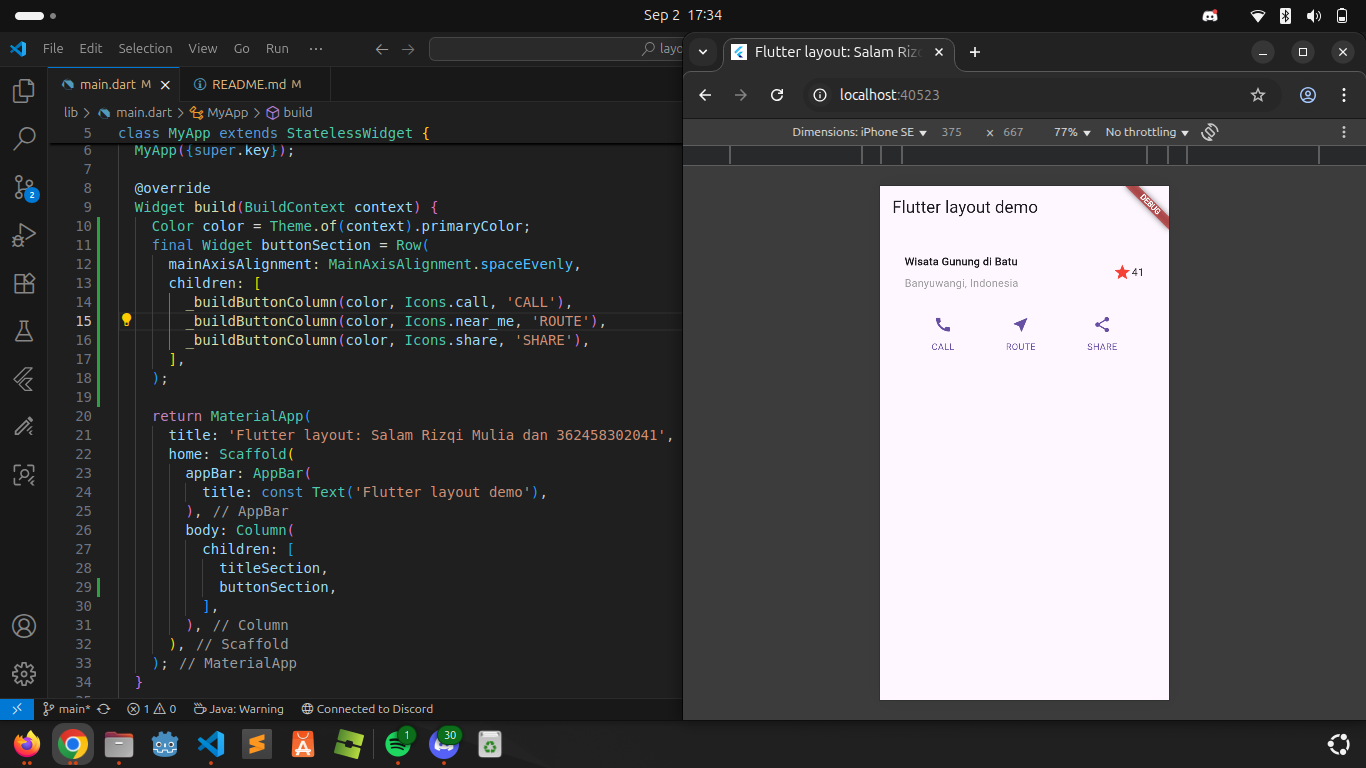 Sep 2 17:34
File Edit Selection View Go Run ···
layo
main.dart M
README.md M
lib > main.dart > MyApp > build
5 class MyApp extends StatelessWidget {
6 MyApp({super.key});
7
8 @override
9 Widget build(BuildContext context) {
10 Color color = Theme.of(context).primaryColor;
11 final Widget buttonSection = Row(
12 mainAxisAlignment: MainAxisAlignment.spaceEvenly,
13 children: [
14 _buildButtonColumn(color, Icons.call, 'CALL'),
15 _buildButtonColumn(color, Icons.near_me, 'ROUTE'),
16 _buildButtonColumn(color, Icons.share, 'SHARE'),
17 ],
18 );
19
20 return MaterialApp(
21 title: 'Flutter layout: Salam Rizqi Mulia dan 362458302041',
22 home: Scaffold(
23 appBar: AppBar(
24 title: const Text('Flutter layout demo'),
25 ), // AppBar
26 body: Column(
27 children: [
28 titleSection,
29 buttonSection,
30 ],
31 ), // Column
32 ), // Scaffold
33 ); // MaterialApp
34 }
2
main* 1 0 Java: Warning Connected to Discord
Flutter layout: Salam Rizq
localhost:40523
Dimensions: iPhone SE 375 x 667 77% No throttling
Flutter layout demo
DEBUG
Wisata Gunung di Batu
Banyuwangi, Indonesia
41
CALL ROUTE SHARE
1 30